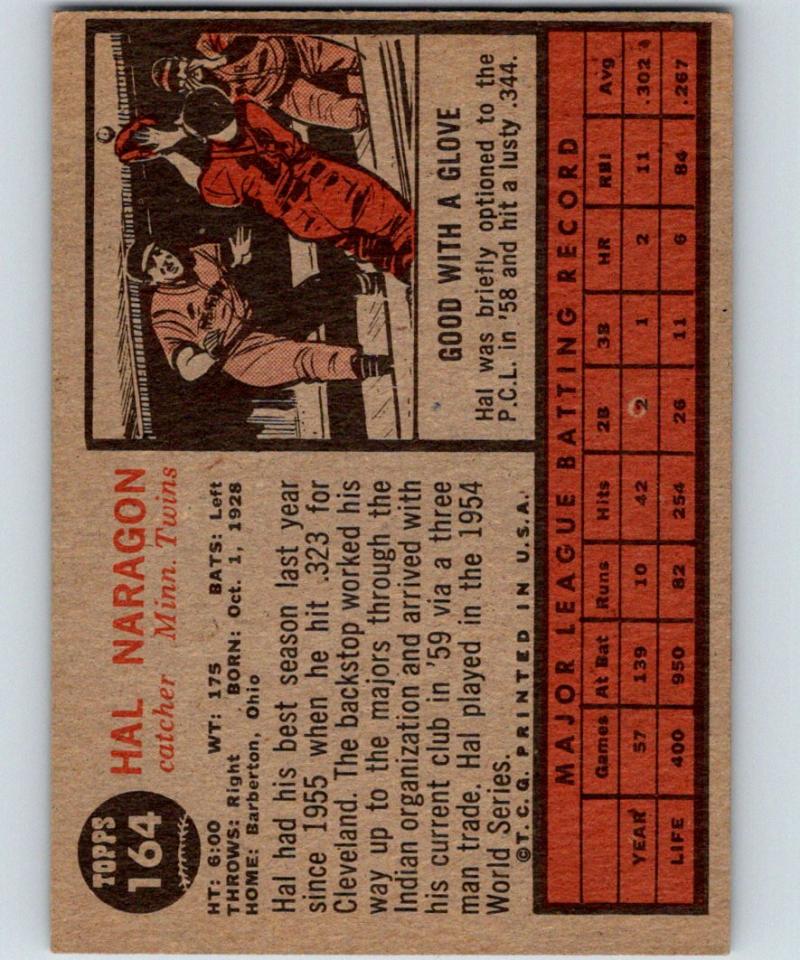 TOPPS
164
HAL NARAGON
catcher Minn. Twins
HT: 6:00 WT: 175 BATS: Left
THROWS: Right BORN: Oct. 1, 1928
HOME: Barberton, Ohio
Hal had his best season last year
since 1955 when he hit .323 for
Cleveland. The backstop worked his
way up to the majors through the
Indian organization and arrived with
his current club in '59 via a three
man trade. Hal played in the 1954
World Series.
©T.C.G. PRINTED IN U.S.A.
GOOD WITH A GLOVE
Hal was briefly optioned to the
P.C.L. in '58 and hit a lusty .344.
MAJOR LEAGUE BATTING RECORD
Games At Bat Runs Hits 2B 3B HR RBI Avg
YEAR 57 139 10 42 2 1 2 11 .302
LIFE 400 950 82 254 26 11 6 84 .267